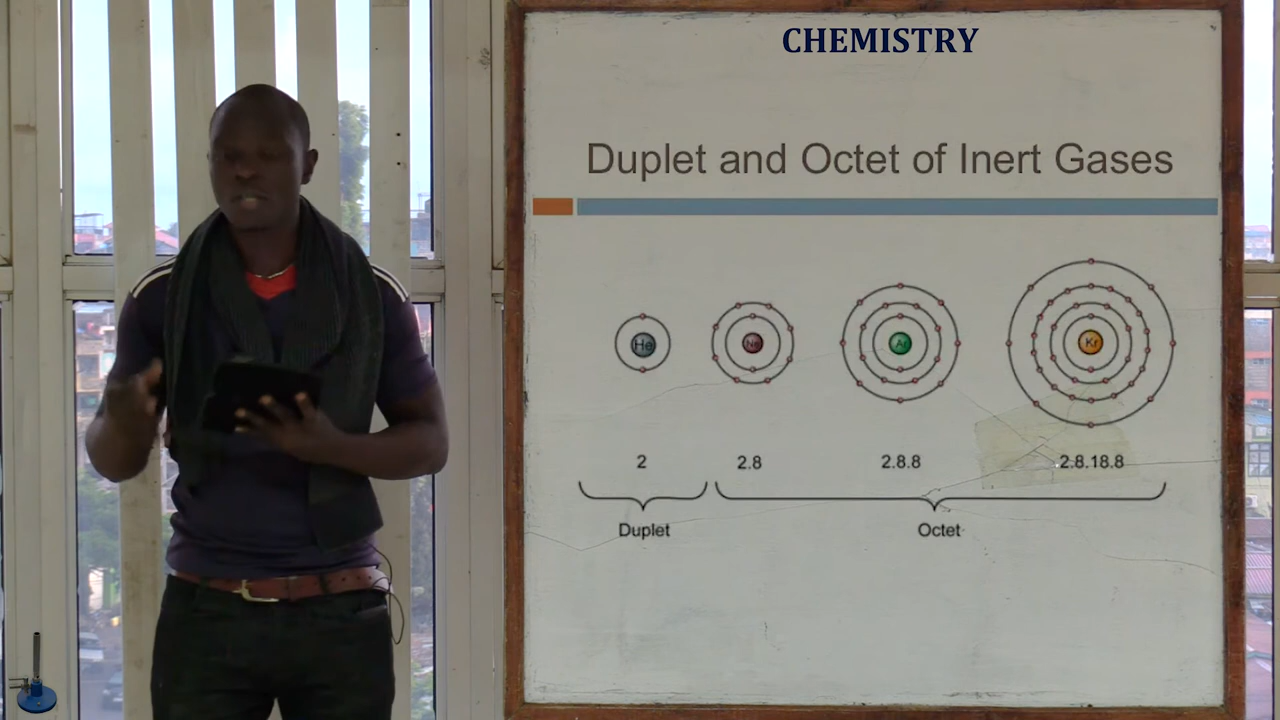 CHEMISTRY
Duplet and Octet of Inert Gases
He Ne Ar Kr
2 2.8 2.8.8 2.8.18.8
Duplet Octet